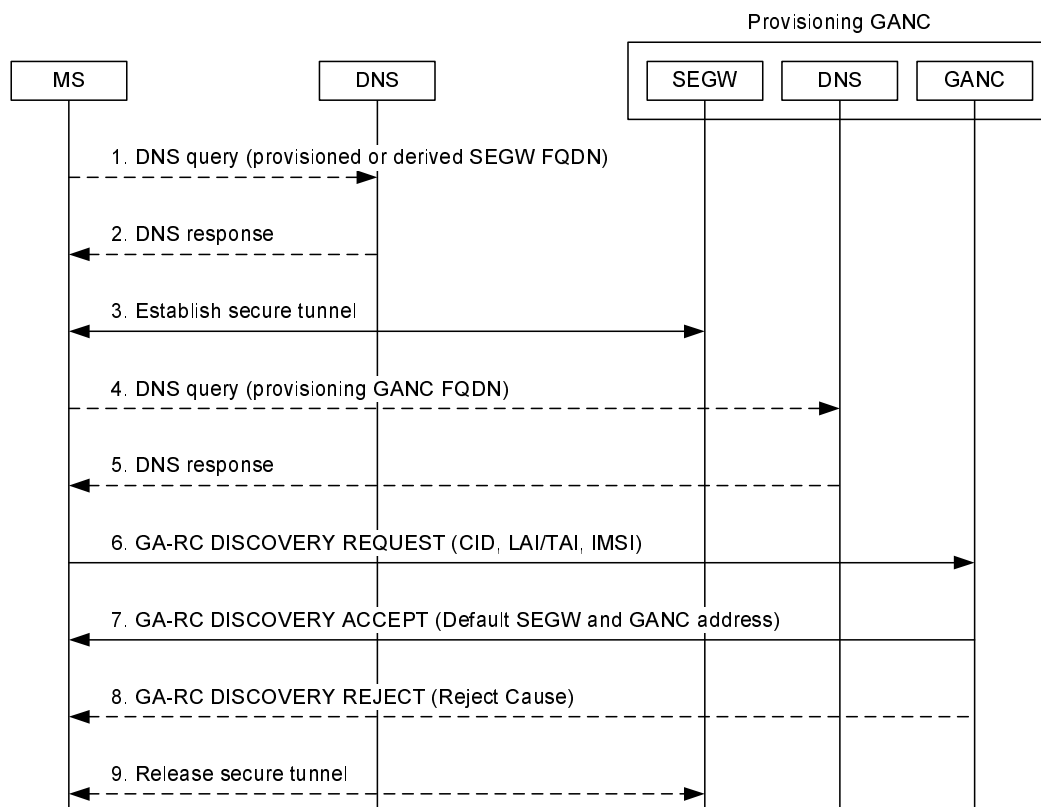 Provisioning GANC
MS
DNS
SEGW
DNS
GANC
1. DNS query (provisioned or derived SEGW FQDN)
2. DNS response
3. Establish secure tunnel
4. DNS query (provisioning GANC FQDN)
5. DNS response
6. GA-RC DISCOVERY REQUEST (CID, LAI/TAI, IMSI)
7. GA-RC DISCOVERY ACCEPT (Default SEGW and GANC address)
8. GA-RC DISCOVERY REJECT (Reject Cause)
9. Release secure tunnel